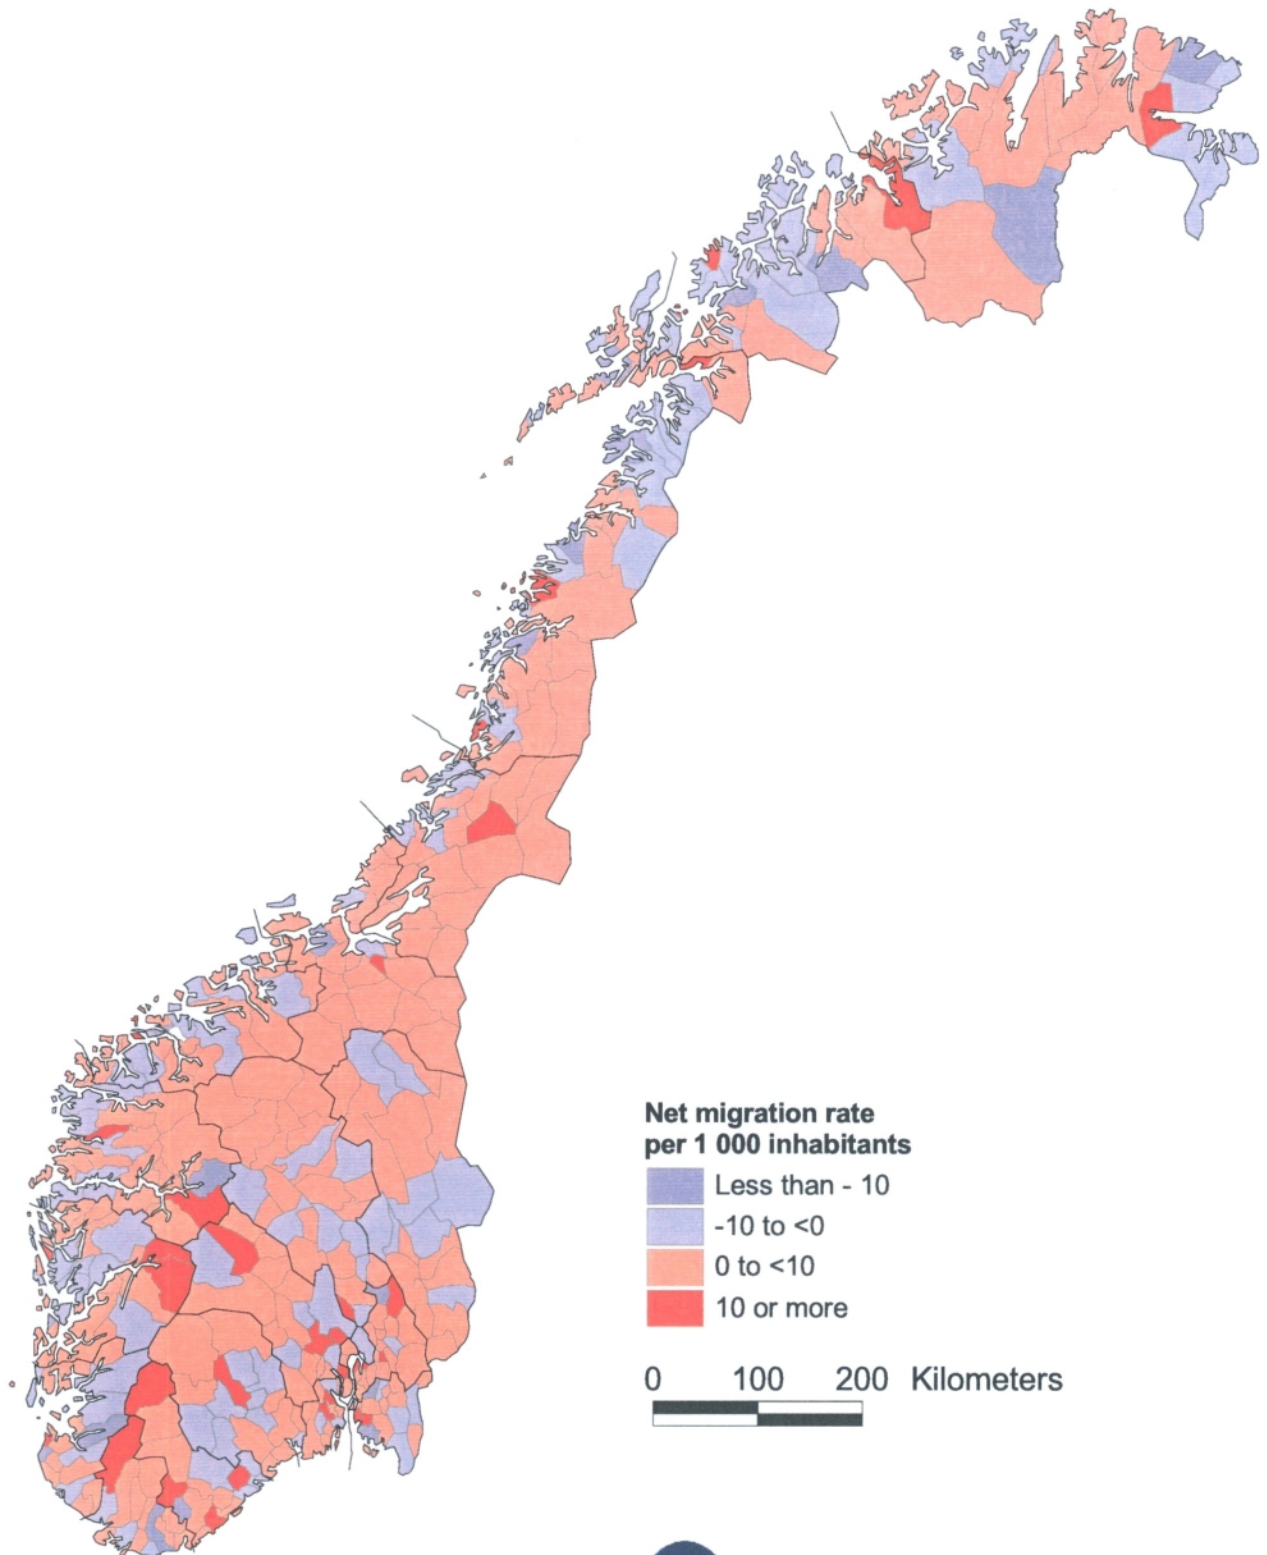 Net migration rate
per 1 000 inhabitants
Less than - 10
-10 to <0
0 to <10
10 or more
0 100 200 Kilometers